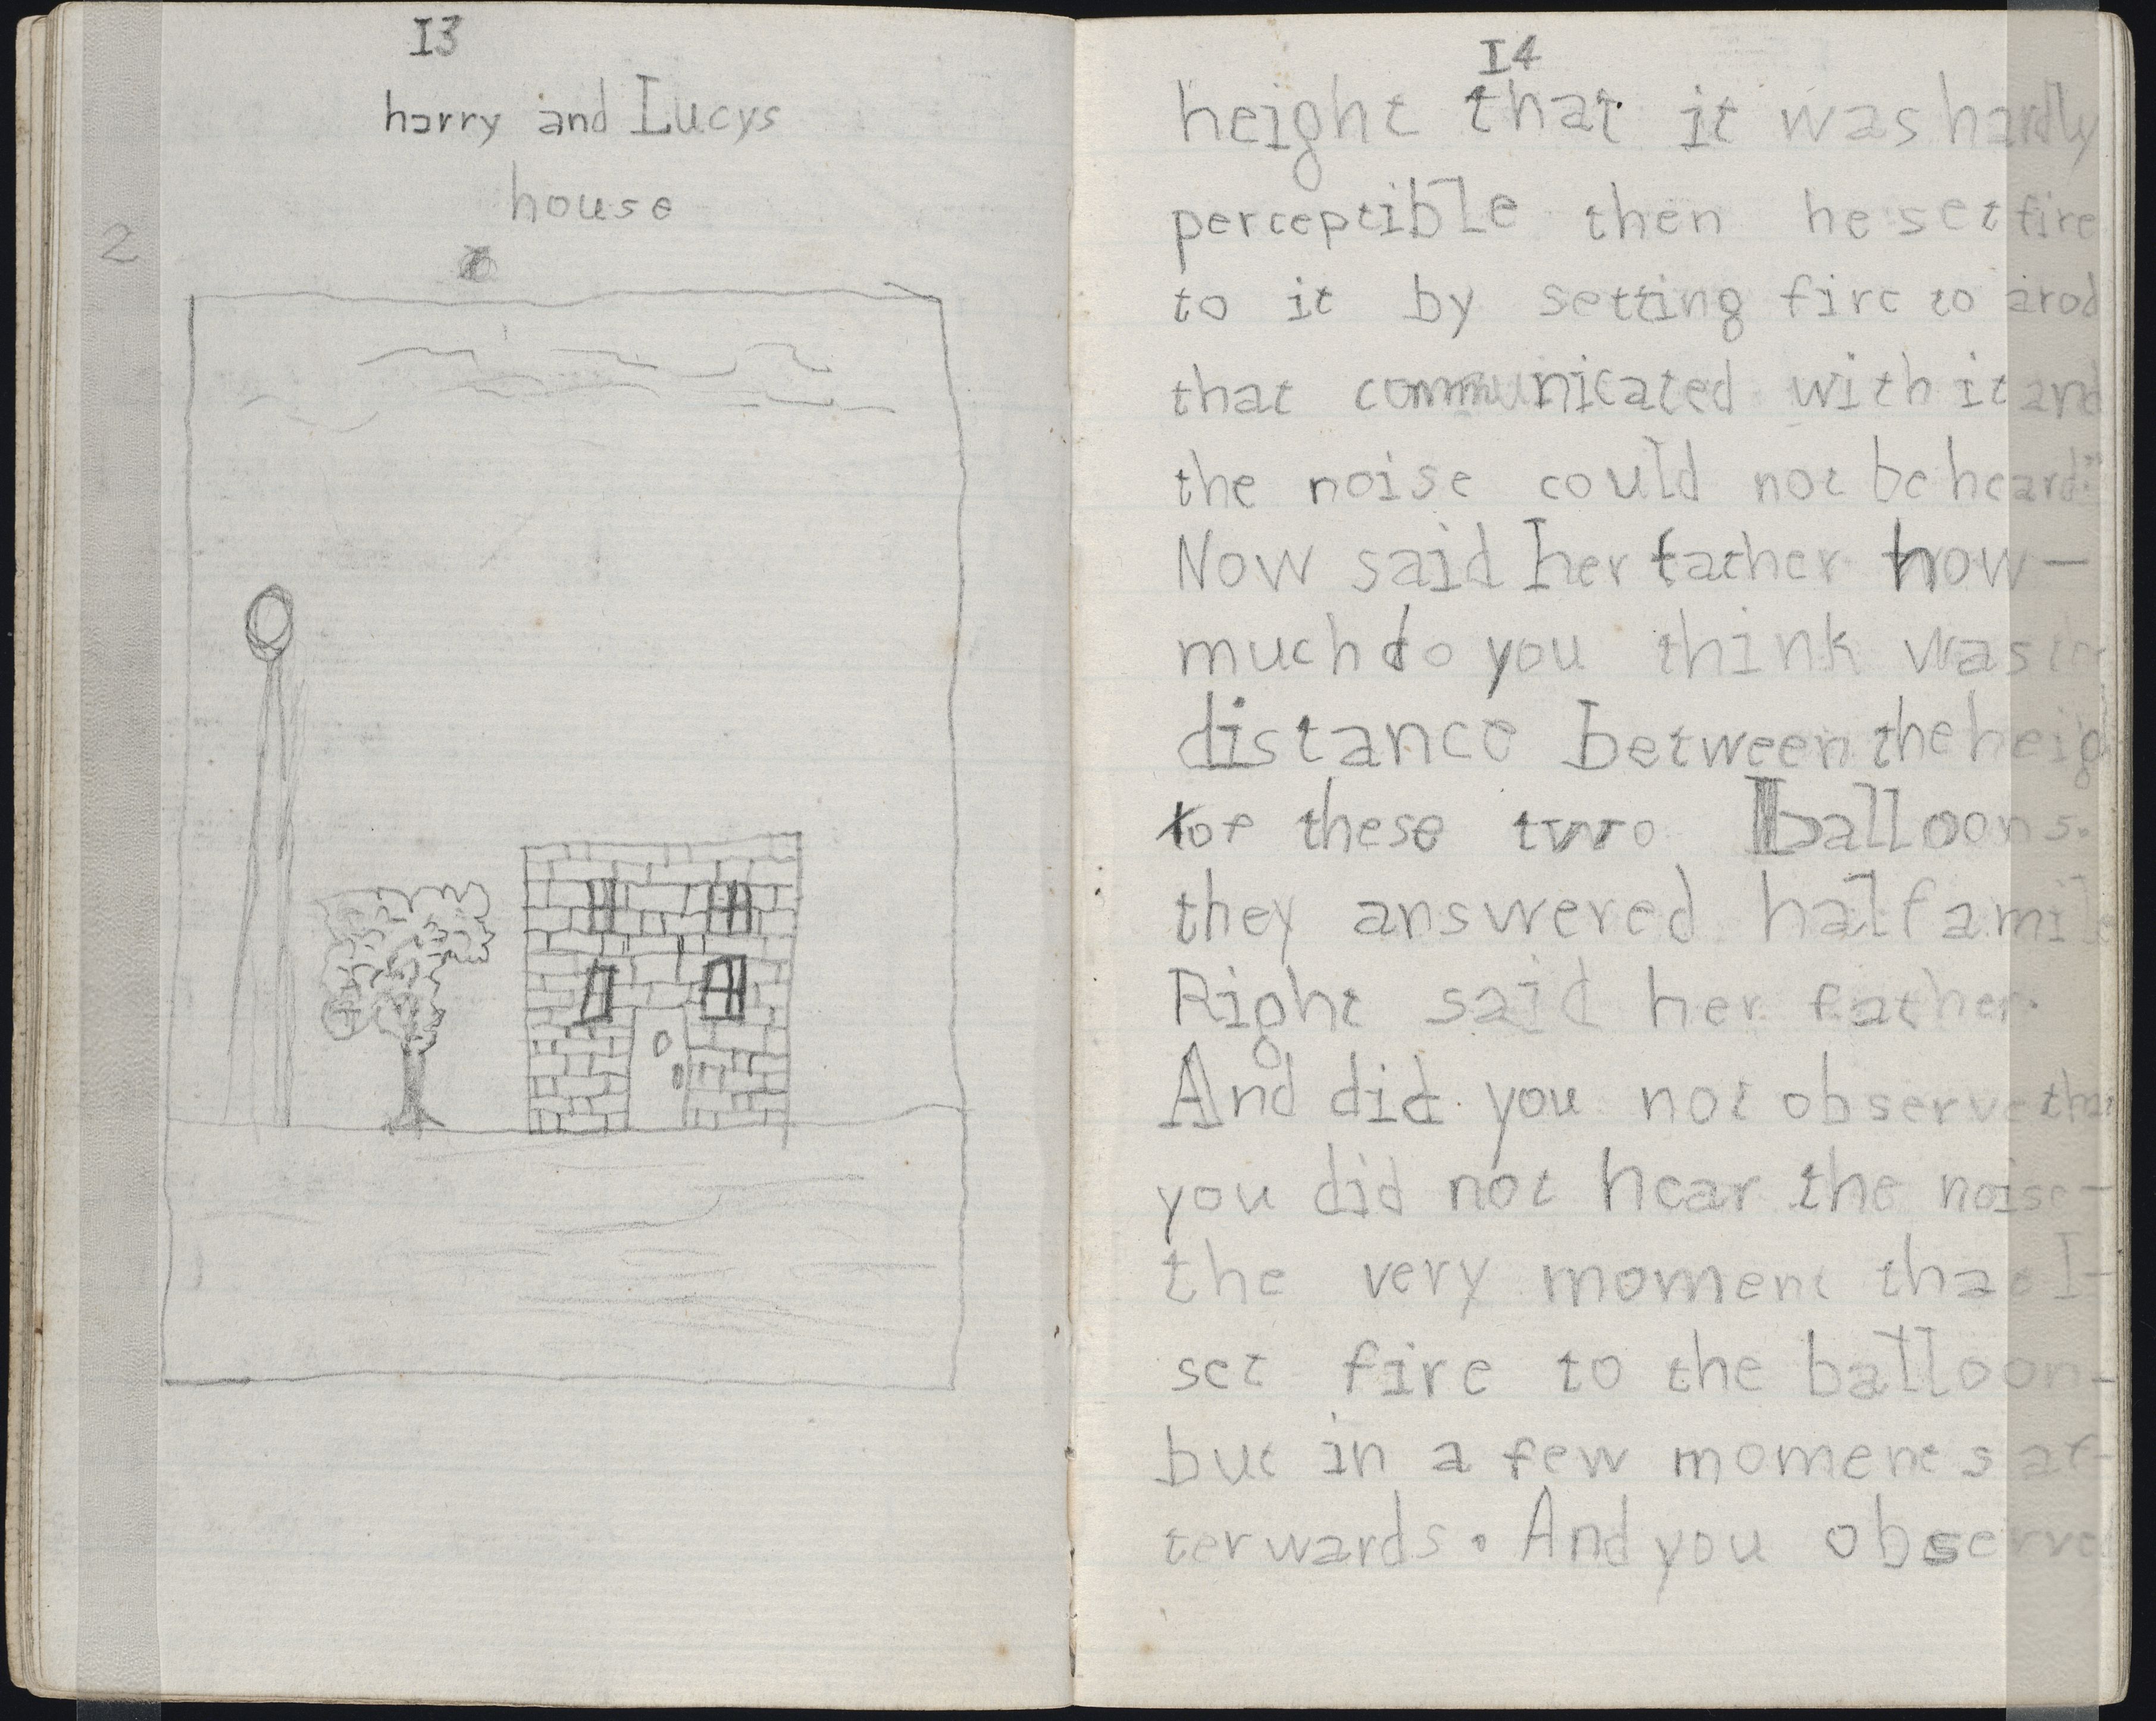 I3
harry and Lucys
house
2
I4
height that it was hardly
perceptible then he set fire
to it by setting fire to arod
that communicated with it and
the noise could not be heard."
Now said her father how—
much do you think was
distance between the heig
of these two balloons.
they answered half a mile
Right said her father.
And did you not observe that
you did not hear the noise-
the very moment that I-
set fire to the balloon-
but in a few moments af-
terwards. And you observe